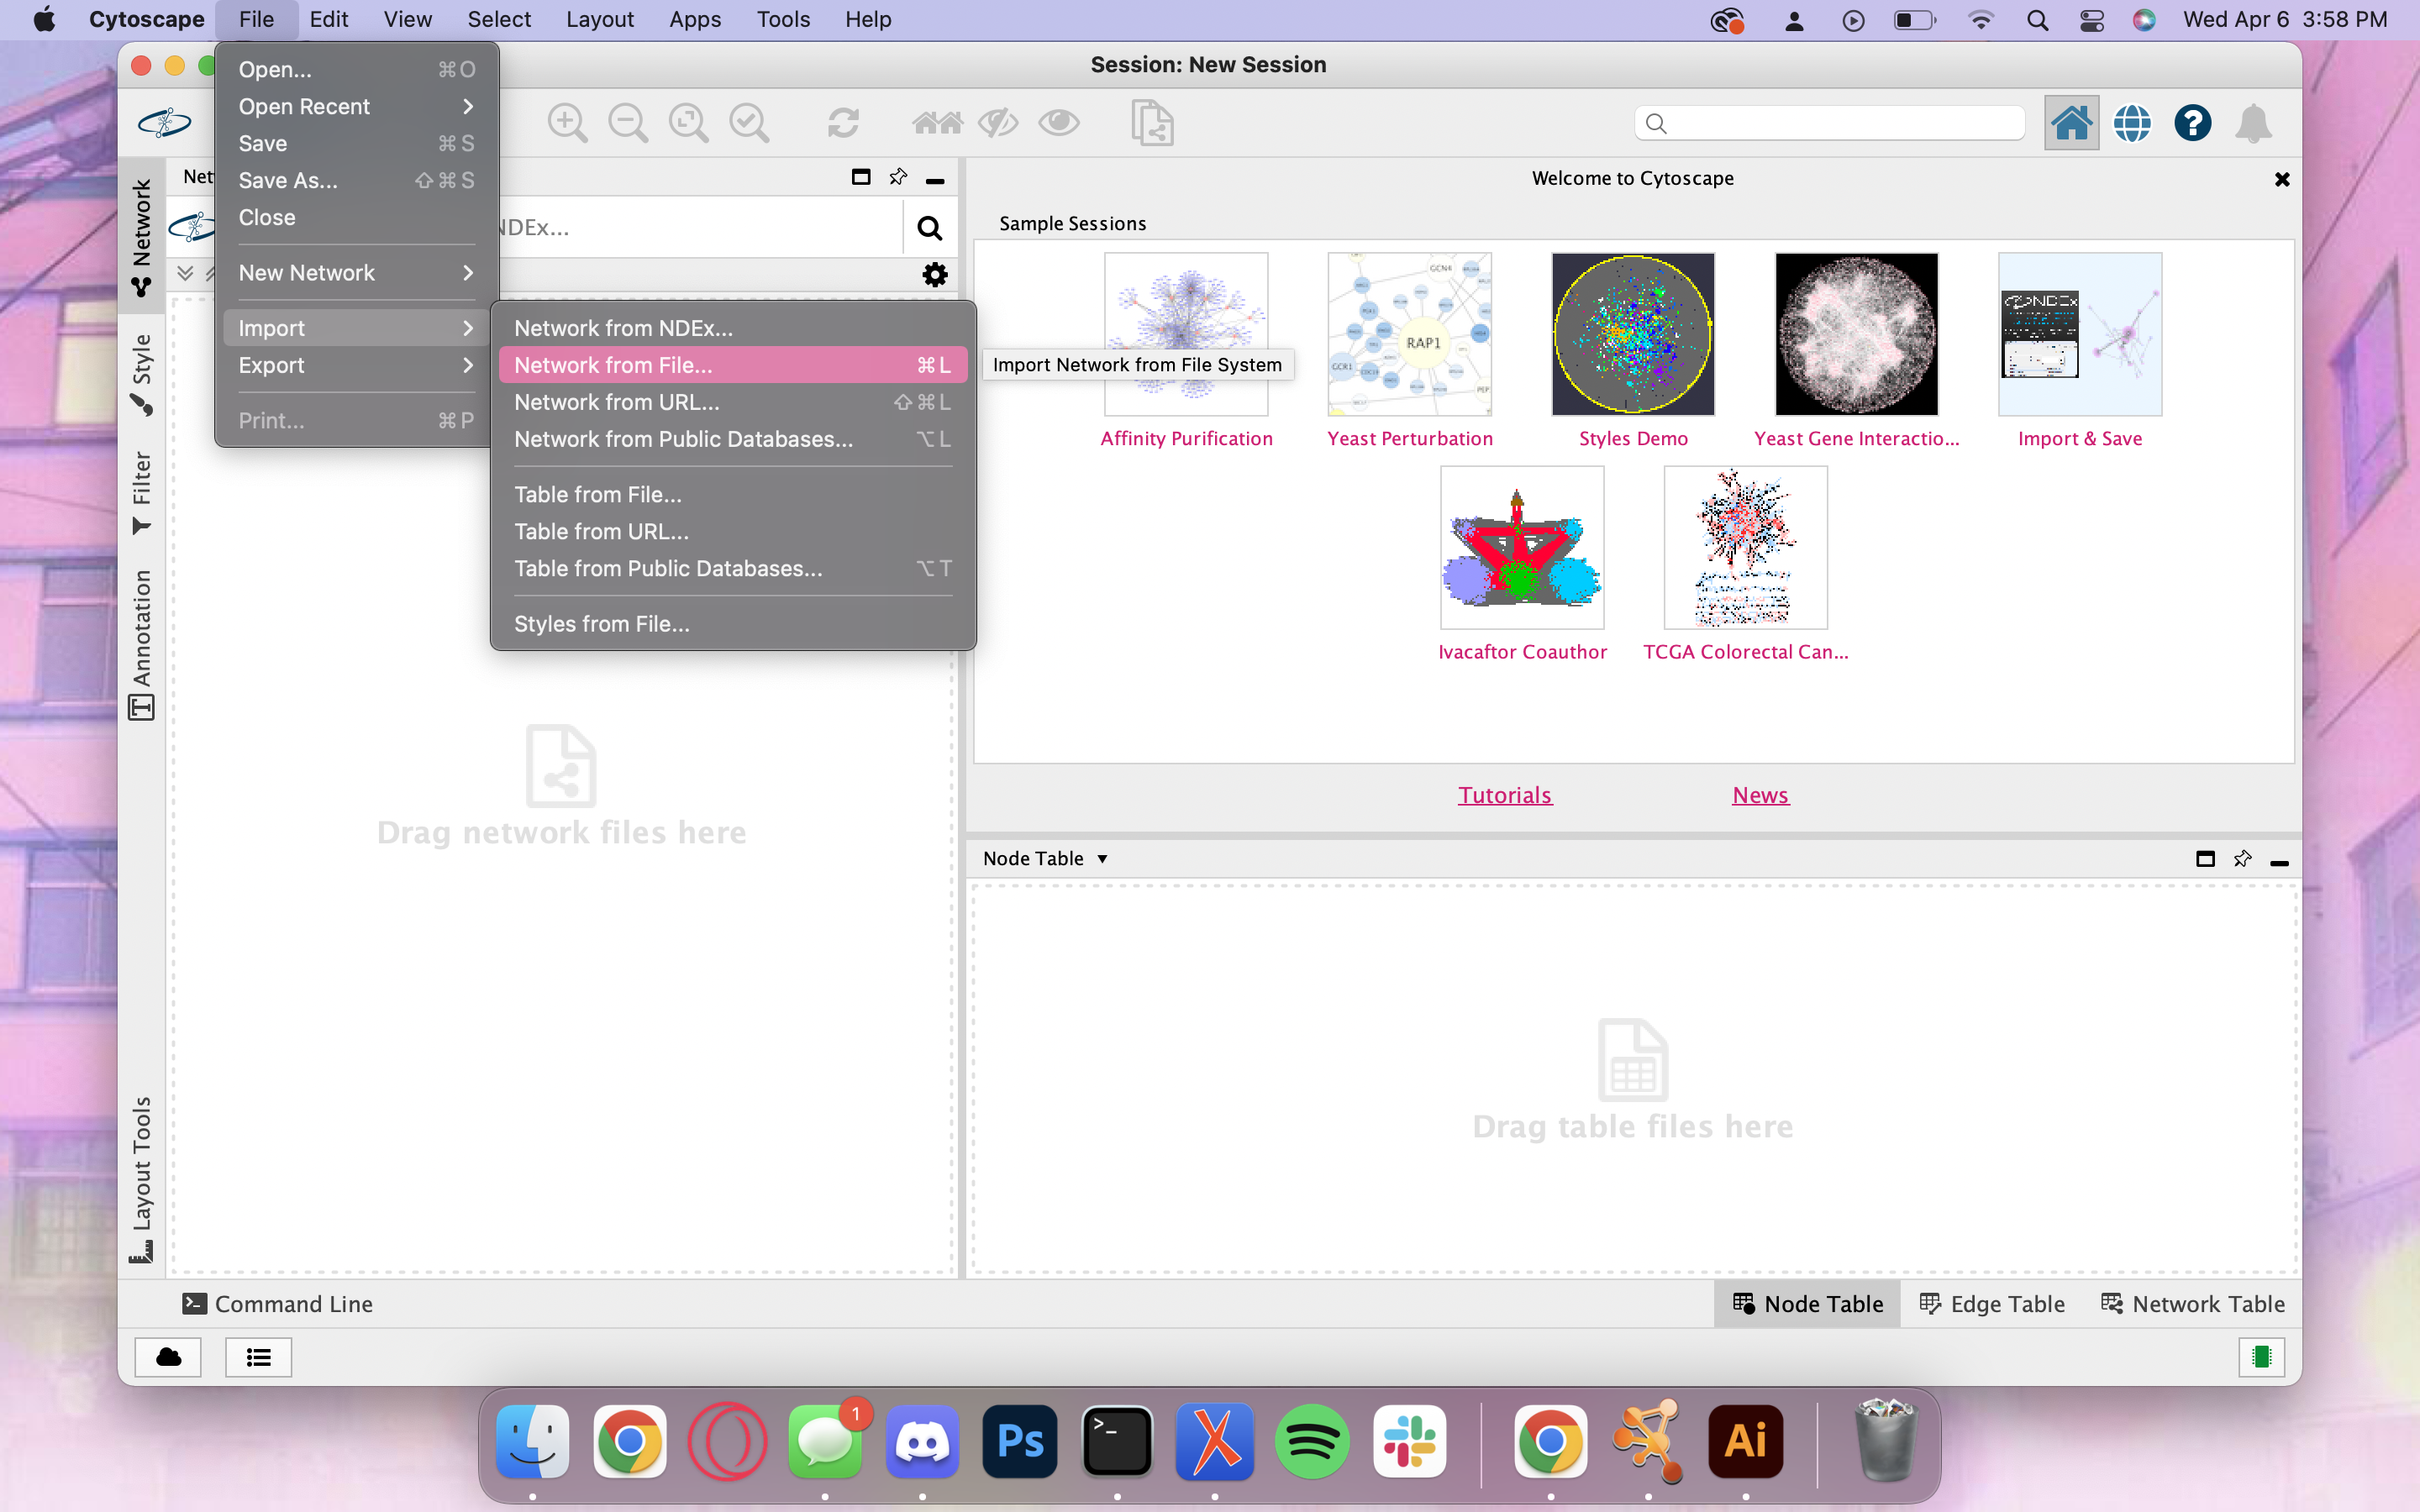 Cytoscape File Edit View Select Layout Apps Tools Help Wed Apr 6 3:58 PM
Session: New Session
Open... ⌘O
Open Recent
Save ⌘S
Save As... ⇧⌘S
Close
New Network
Import
Export
Print... ⌘P
Network from NDEx...
Network from File... ⌘L
Network from URL... ⇧⌘L
Network from Public Databases... ⌥L
Table from File...
Table from URL...
Table from Public Databases... ⌥T
Styles from File...
Import Network from File System
Network
Style
Filter
Annotation
Layout Tools
NDEx...
Drag network files here
Welcome to Cytoscape
Sample Sessions
GCN4
RAP1
GCR1
NDEx
Affinity Purification
Yeast Perturbation
Styles Demo
Yeast Gene Interactio...
Import & Save
Ivacaftor Coauthor
TCGA Colorectal Can...
Tutorials
News
Node Table
Drag table files here
Command Line
Node Table
Edge Table
Network Table
1
Ps
Ai